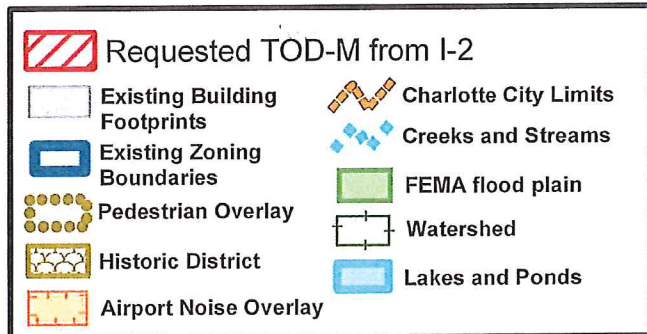 Requested TOD-M from I-2
Existing Building
Footprints
Existing Zoning
Boundaries
Pedestrian Overlay
Historic District
Airport Noise Overlay
Charlotte City Limits
Creeks and Streams
FEMA flood plain
Watershed
Lakes and Ponds